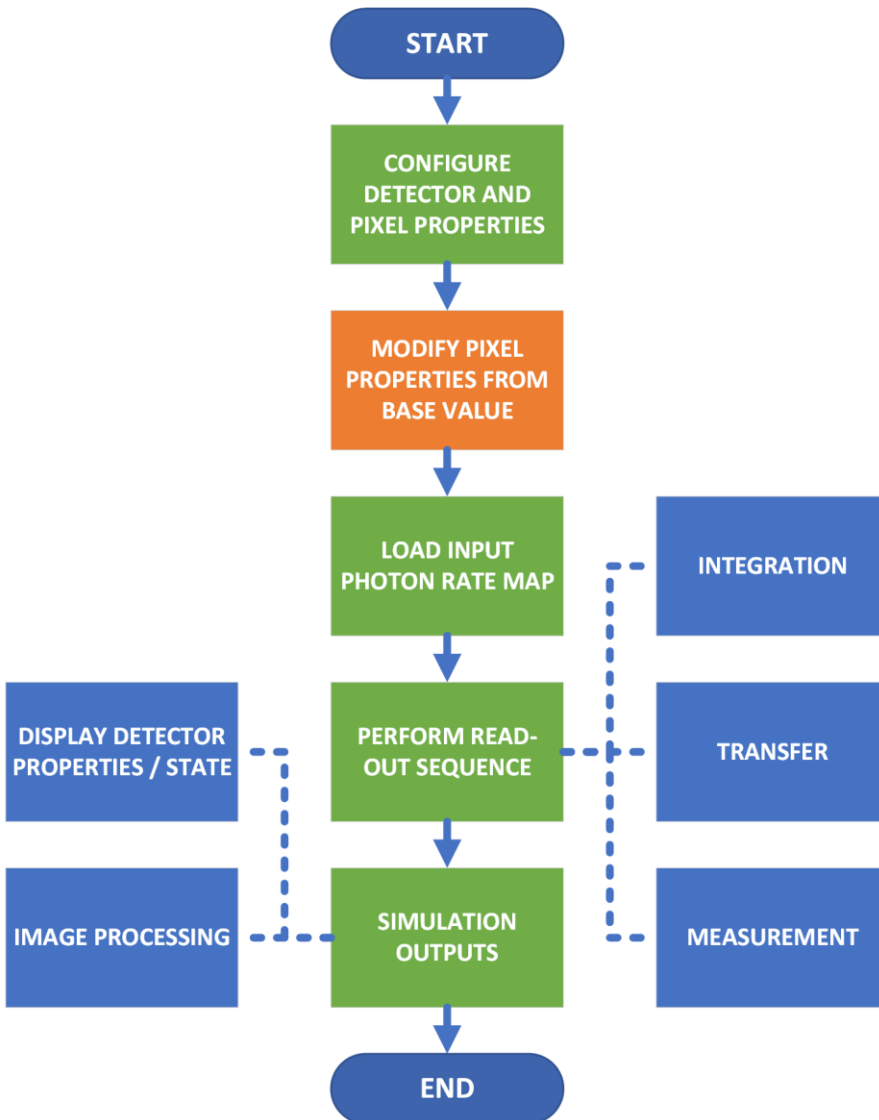 START
CONFIGURE
DETECTOR AND
PIXEL PROPERTIES
MODIFY PIXEL
PROPERTIES FROM
BASE VALUE
LOAD INPUT
PHOTON RATE MAP
INTEGRATION
DISPLAY DETECTOR
PROPERTIES / STATE
PERFORM READ-
OUT SEQUENCE
TRANSFER
IMAGE PROCESSING
SIMULATION
OUTPUTS
MEASUREMENT
END